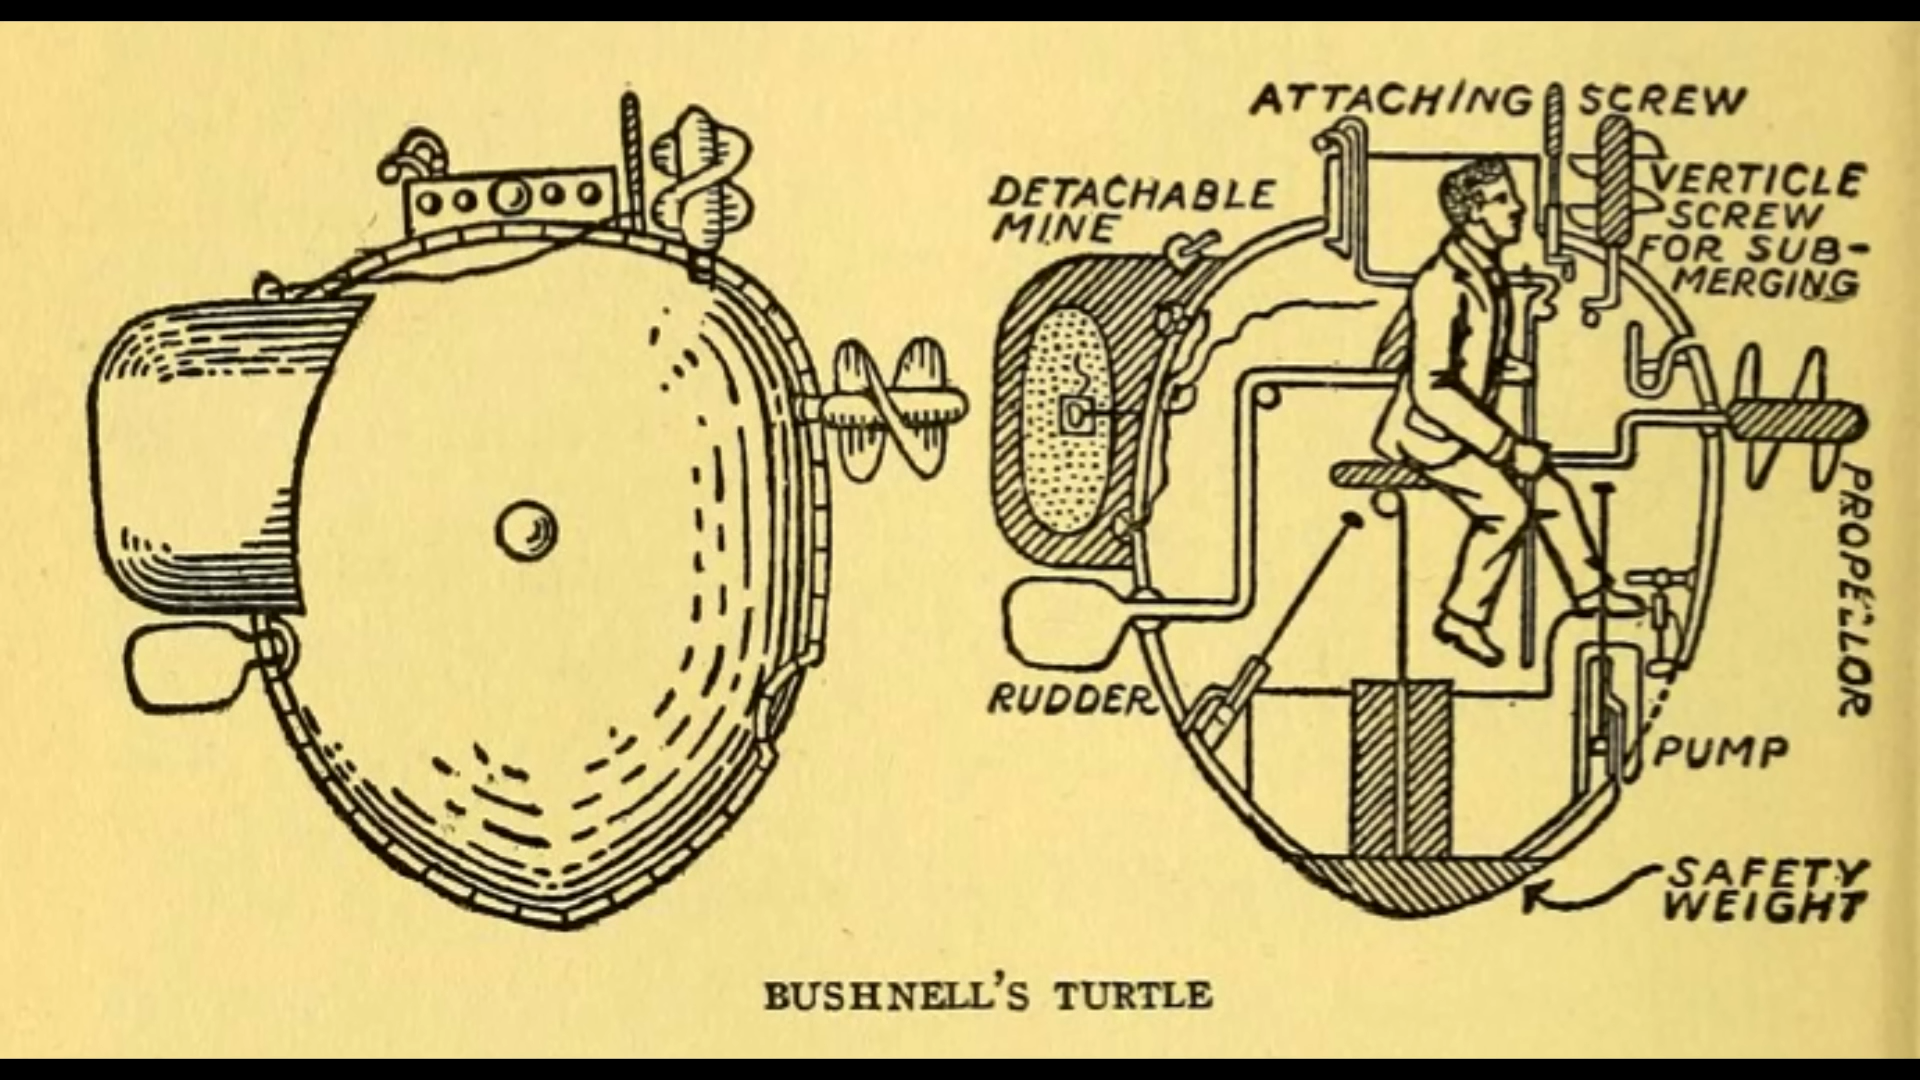 ATTACHING SCREW
DETACHABLE
MINE
VERTICLE
SCREW
FOR SUB-
MERGING
PROPELLOR
RUDDER
PUMP
SAFETY
WEIGHT
BUSHNELL'S TURTLE